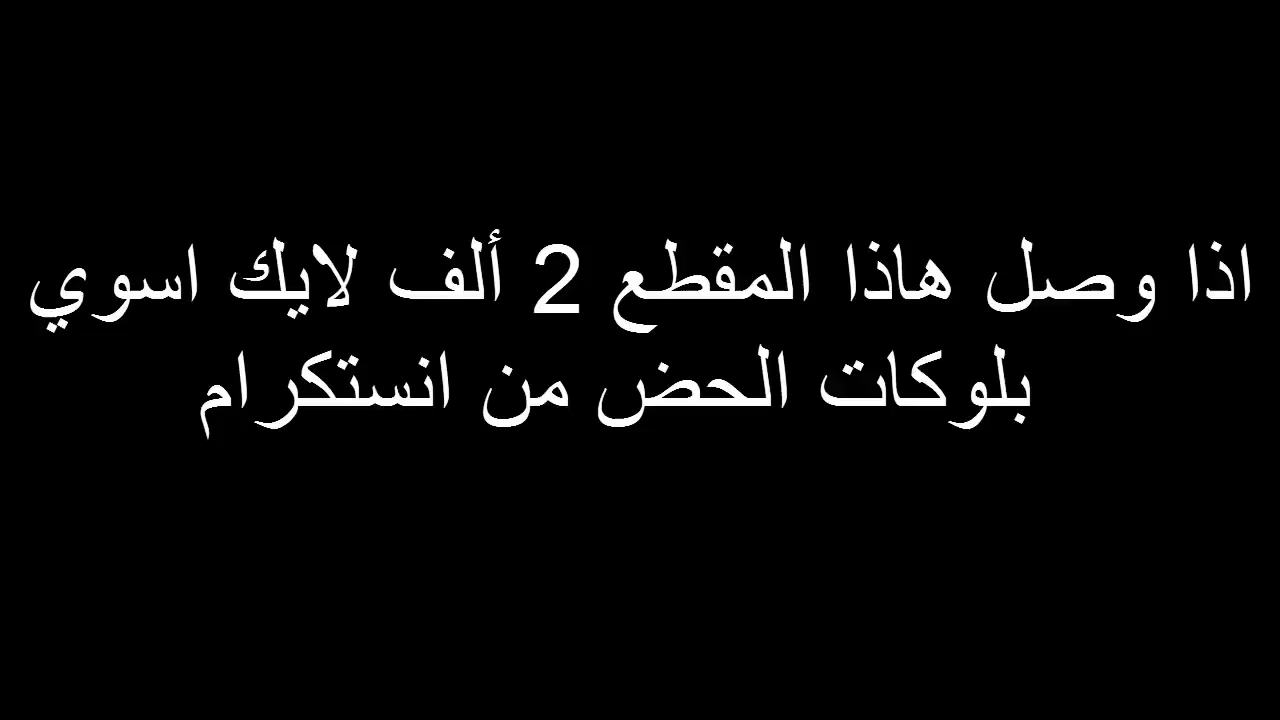 اذا وصل هاذا المقطع 2 ألف لايك اسوي
بلوكات الحض من انستكرام